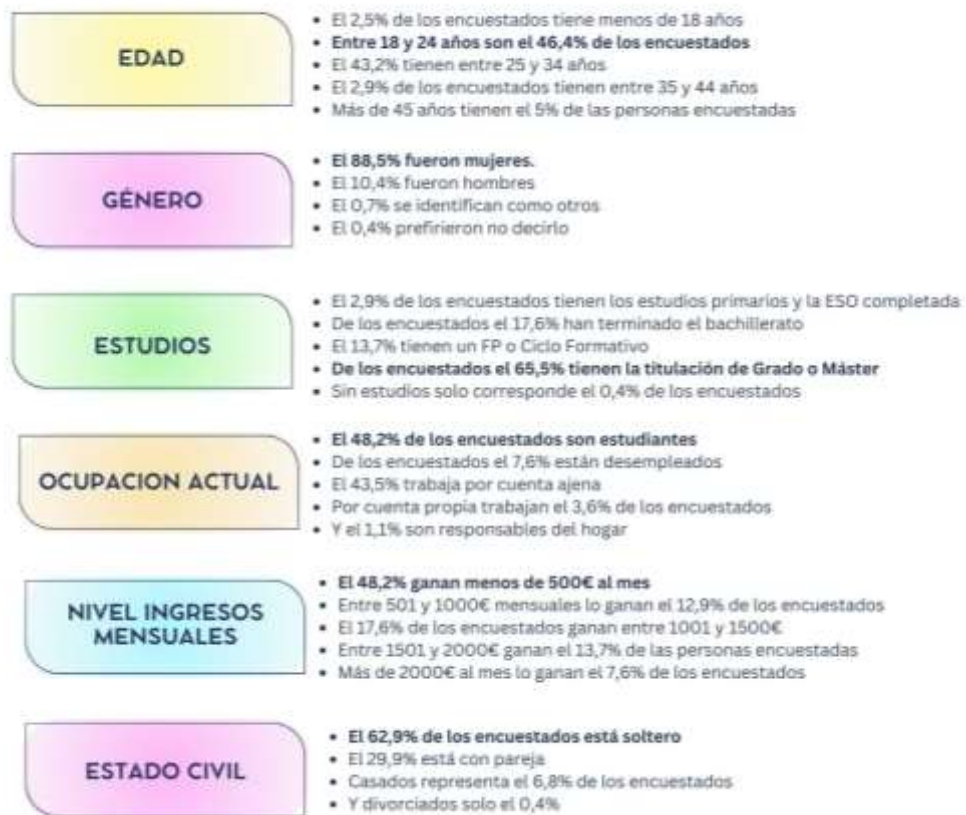 EDAD
• El 2,5% de los encuestados tiene menos de 18 años
• Entre 18 y 24 años son el 46,4% de los encuestados
• El 43,2% tienen entre 25 y 34 años
• El 2,9% de los encuestados tienen entre 35 y 44 años
• Más de 45 años tienen el 5% de las personas encuestadas
GÉNERO
• El 88,5% fueron mujeres.
• El 10,4% fueron hombres
• El 0,7% se identifican como otros
• El 0,4% prefirieron no decirlo
ESTUDIOS
• El 2,9% de los encuestados tienen los estudios primarios y la ESO completada
• De los encuestados el 17,6% han terminado el bachillerato
• El 13,7% tienen un FP o Ciclo Formativo
• De los encuestados el 65,5% tienen la titulación de Grado o Máster
• Sin estudios solo corresponde el 0,4% de los encuestados
OCUPACION ACTUAL
• El 48,2% de los encuestados son estudiantes
• De los encuestados el 7,6% están desempleados
• El 43,5% trabaja por cuenta ajena
• Por cuenta propia trabajan el 3,6% de los encuestados
• Y el 1,1% son responsables del hogar
NIVEL INGRESOS
MENSUALES
• El 48,2% ganan menos de 500€ al mes
• Entre 501 y 1000€ mensuales lo ganan el 12,9% de los encuestados
• El 17,6% de los encuestados ganan entre 1001 y 1500€
• Entre 1501 y 2000€ ganan el 13,7% de las personas encuestadas
• Más de 2000€ al mes lo ganan el 7,6% de los encuestados
ESTADO CIVIL
• El 62,9% de los encuestados está soltero
• El 29,9% está con pareja
• Casados representa el 6,8% de los encuestados
• Y divorciados solo el 0,4%